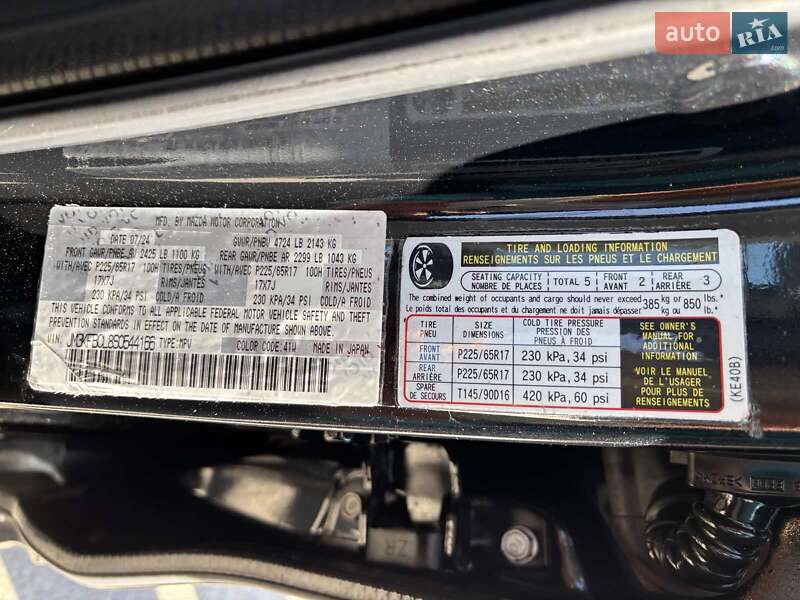 auto RIA .com
MFD. BY MAZDA MOTOR CORPORATION
DATE 07/24 GVWR/PNBV 4724 LB 2143 KG
FRONT GAWR/PNBE AV 2425 LB 1100 KG REAR GAWR/PNBE AR 2299 LB 1043 KG
WITH/AVEC P225/65R17 100H TIRES/PNEUS WITH/AVEC P225/65R17 100H TIRES/PNEUS
17X7J RIMS/JANTES 17X7J RIMS/JANTES
230 KPA/34 PSI COLD/A FROID 230 KPA/34 PSI COLD/A FROID
THIS VEHICLE CONFORMS TO ALL APPLICABLE FEDERAL MOTOR VEHICLE SAFETY AND
THEFT PREVENTION STANDARDS IN EFFECT ON THE DATE OF MANUFACTURE SHOWN ABOVE.
VIN: TYPE:MPV COLOR CODE:41W MADE IN JAPAN
TIRE AND LOADING INFORMATION
RENSEIGNEMENTS SUR LES PNEUS ET LE CHARGEMENT
SEATING CAPACITY NOMBRE DE PLACES TOTAL 5 FRONT AVANT 2 REAR ARRIÈRE 3
The combined weight of occupants and cargo should never exceed 385 kg or 850 lbs.
Le poids total des occupants et du chargement ne doit jamais dépasser 385 kg ou 850 lb.
TIRE PNEU SIZE DIMENSIONS COLD TIRE PRESSURE PRESSION DES PNEUS À FROID
FRONT AVANT P225/65R17 230 kPa, 34 psi
REAR ARRIÈRE P225/65R17 230 kPa, 34 psi
SPARE DE SECOURS T145/90D16 420 kPa, 60 psi
SEE OWNER'S
MANUAL FOR
ADDITIONAL
INFORMATION
VOIR LE MANUEL
DE L'USAGER
POUR PLUS DE
RENSEIGNEMENTS
(KE40B)
ZR